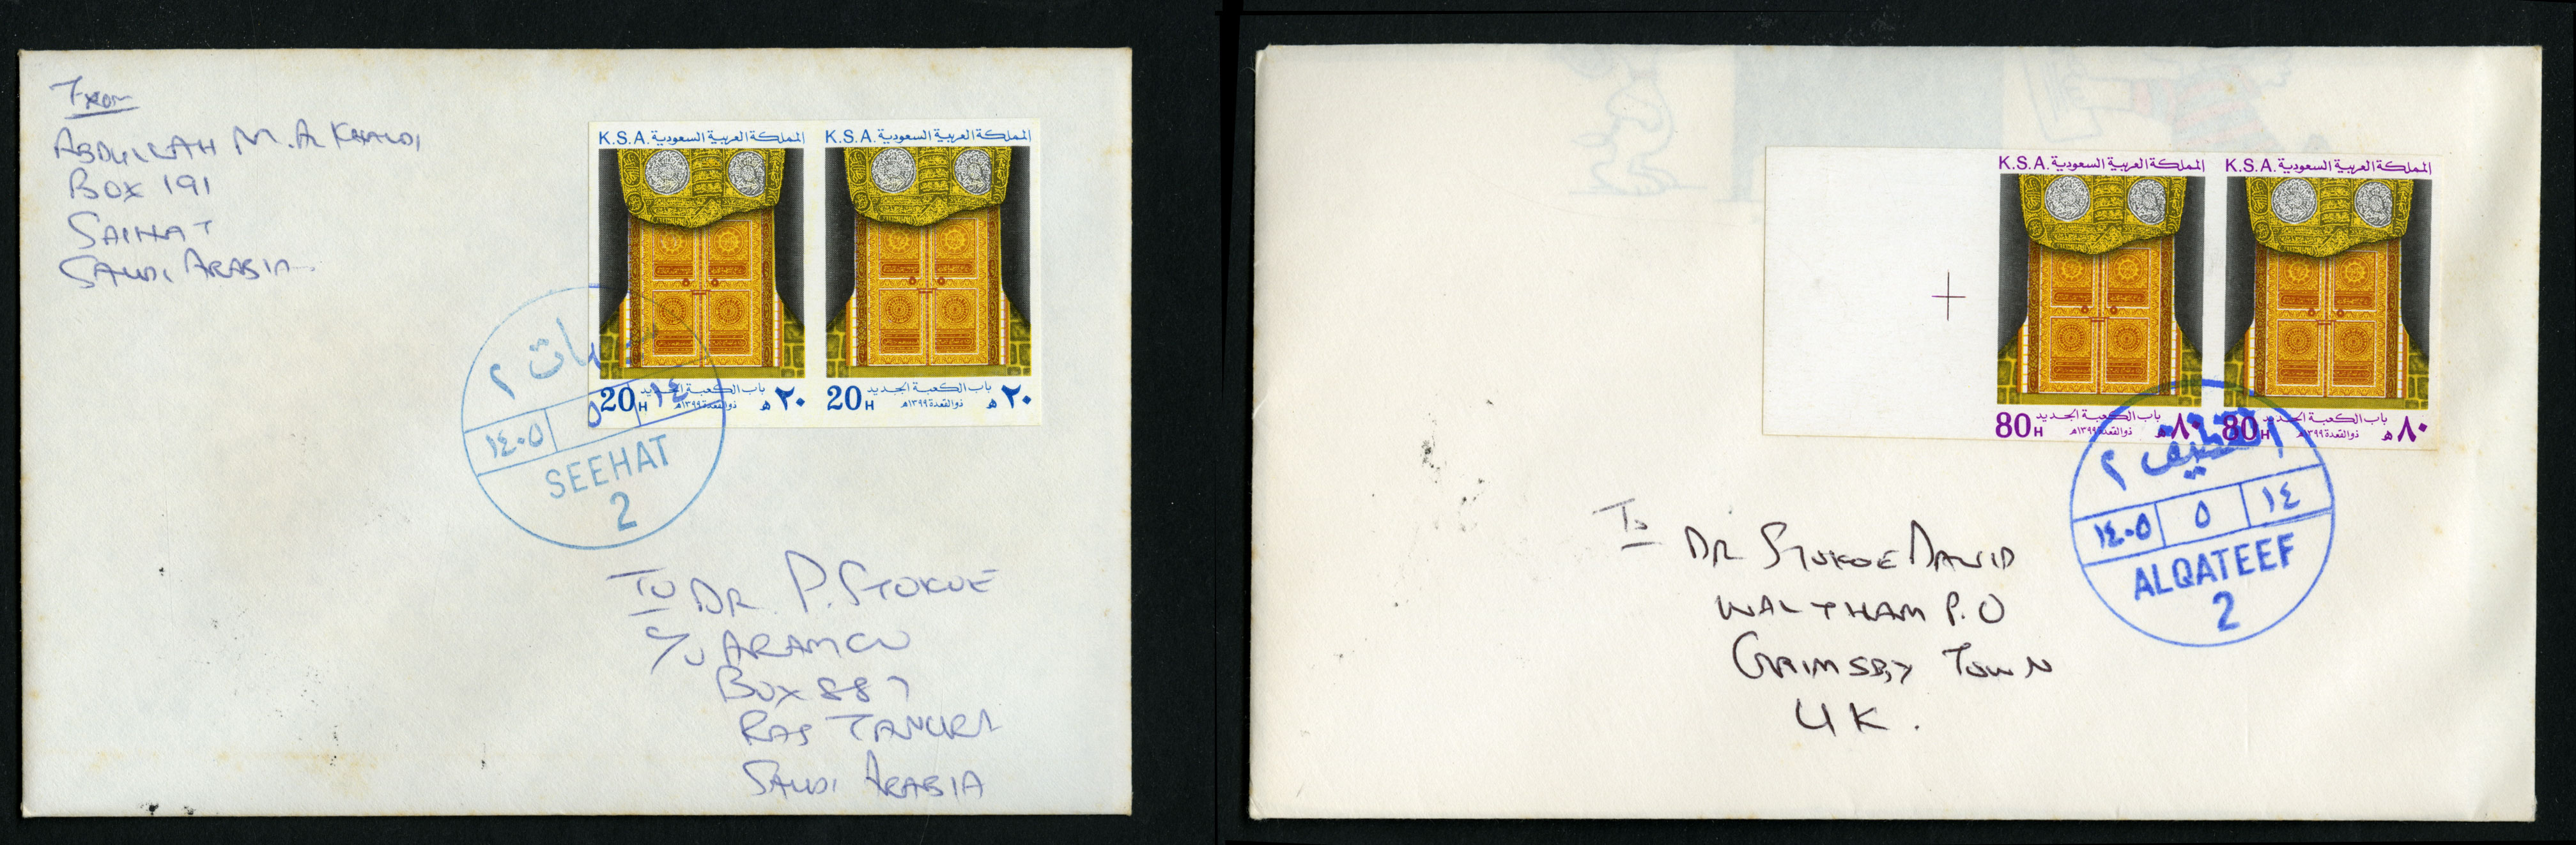 From
ABDULLAH M. AL KHALDI
BOX 191
SAIHAT
SAUDI ARABIA
K.S.A. المملكة العربية السعودية
K.S.A. المملكة العربية السعودية
20H باب الكعبة الجديد ٢٠ هـ
ذو القعدة ١٣٩٩هـ
20H باب الكعبة الجديد ٢٠ هـ
ذو القعدة ١٣٩٩هـ
سيهات ٢
١٤٠٥ ٥ ١٤
SEEHAT
2
TO DR. P. STOKOE
C/O ARAMCO
BOX 887
RAS TANURA
SAUDI ARABIA
K.S.A. المملكة العربية السعودية
K.S.A. المملكة العربية السعودية
80H باب الكعبة الجديد ٨٠ هـ
ذو القعدة ١٣٩٩هـ
80H باب الكعبة الجديد ٨٠ هـ
ذو القعدة ١٣٩٩هـ
القطيف ٢
١٤٠٥ ٥ ١٤
ALQATEEF
2
To DR STOKOE DAVID
WALTHAM P.O
GRIMSBY TOWN
UK.